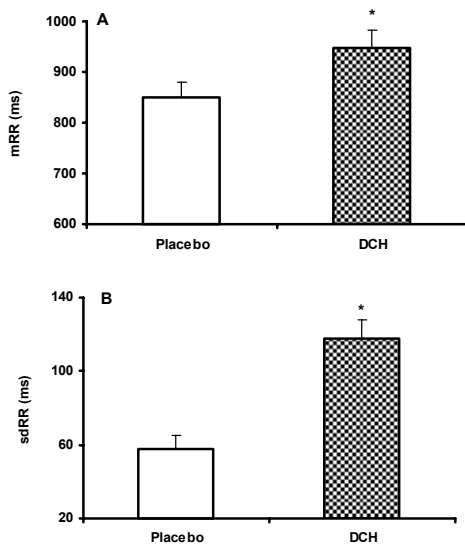 A
*
mRR (ms)
1000
900
800
700
600
Placebo DCH
B
*
sdRR (ms)
140
100
60
20
Placebo DCH